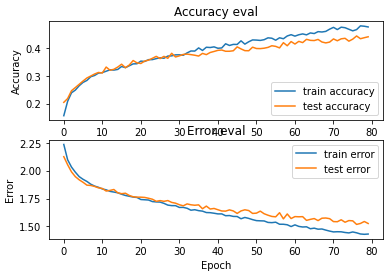 Accuracy eval
Accuracy
0.4
0.3
0.2
train accuracy
test accuracy
0 10 20 30 40 50 60 70 80
Error eval
Error
2.25
2.00
1.75
1.50
train error
test error
0 10 20 30 40 50 60 70 80
Epoch